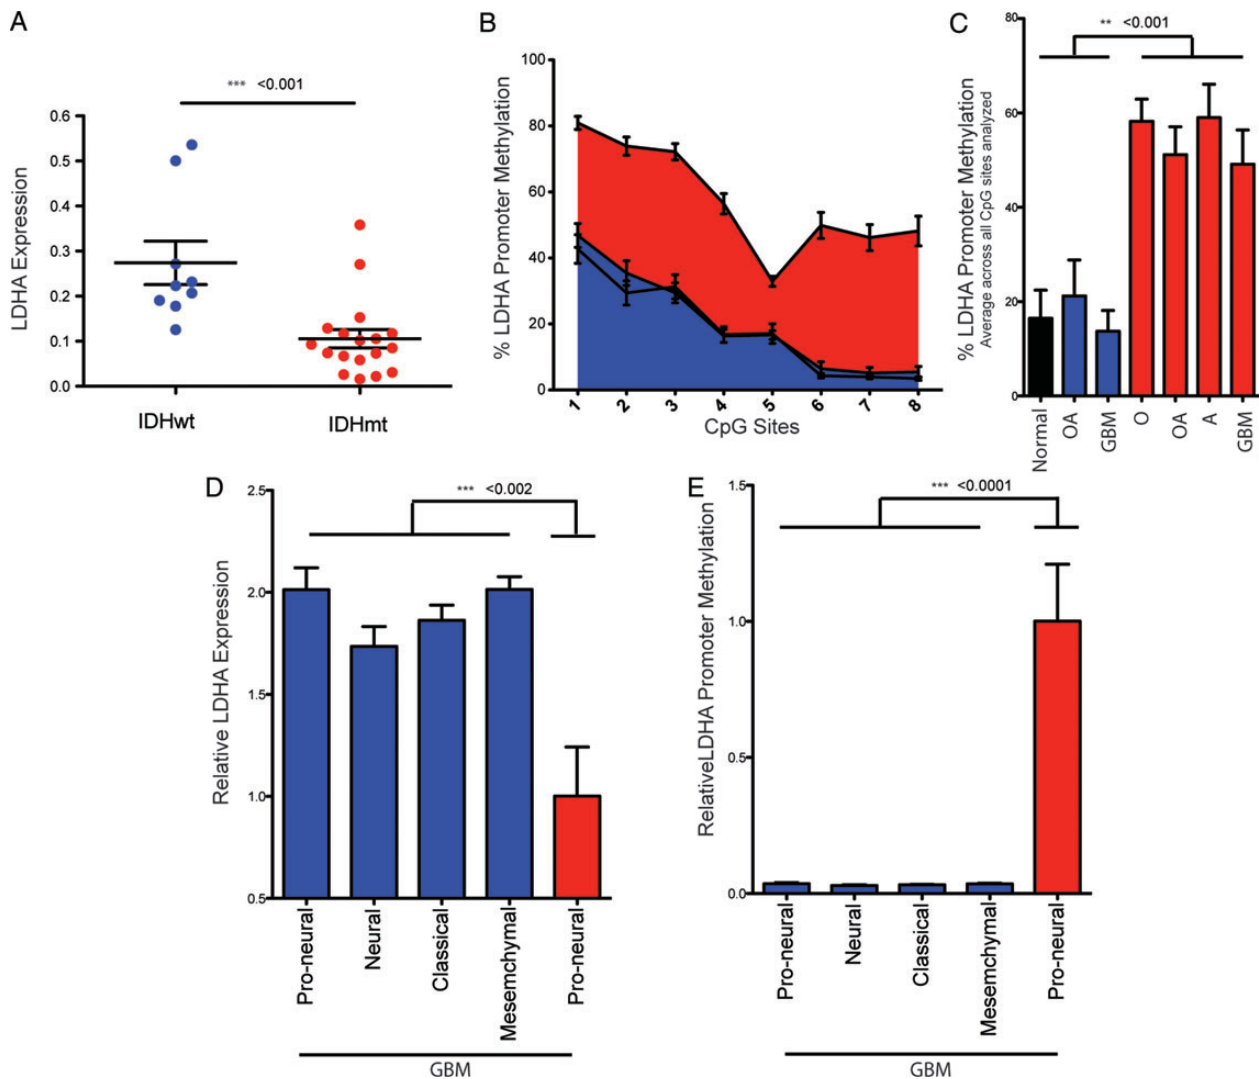 A
*** <0.001
LDHA Expression
0.6
0.5
0.4
0.3
0.2
0.1
0.0
IDHwt
IDHmt
B
% LDHA Promoter Methylation
100
80
60
40
20
0
1 2 3 4 5 6 7 8
CpG Sites
C
** <0.001
% LDHA Promoter Methylation
Average across all CpG sites analyzed
80
60
40
20
0
Normal
OA
GBM
O
OA
A
GBM
D
*** <0.002
Relative LDHA Expression
2.5
2.0
1.5
1.0
0.5
Pro-neural
Neural
Classical
Mesemchymal
Pro-neural
GBM
E
*** <0.0001
RelativeLDHA Promoter Methylation
1.5
1.0
0.5
0.0
Pro-neural
Neural
Classical
Mesemchymal
Pro-neural
GBM